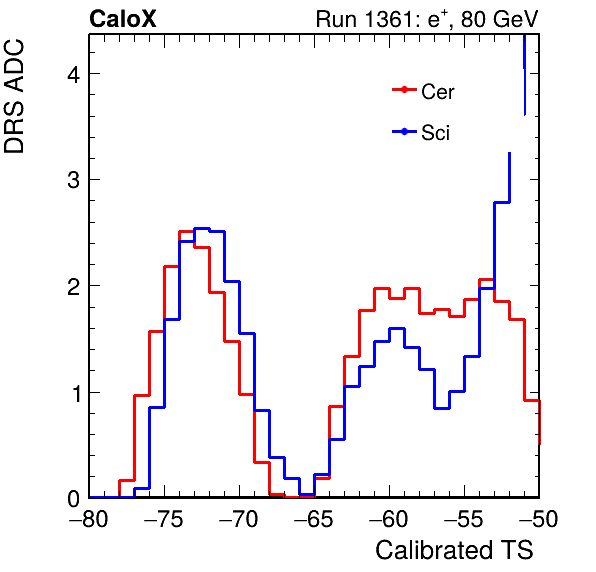 CaloX Run 1361: e⁺, 80 GeV
DRS ADC
4
3
2
1
0
Cer
Sci
−80 −75 −70 −65 −60 −55 −50
Calibrated TS